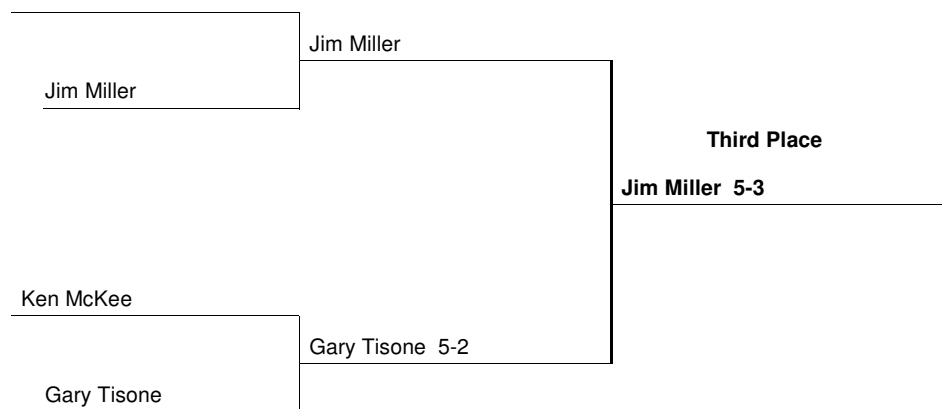 Jim Miller
Jim Miller
Third Place
Jim Miller 5-3
Ken McKee
Gary Tisone 5-2
Gary Tisone